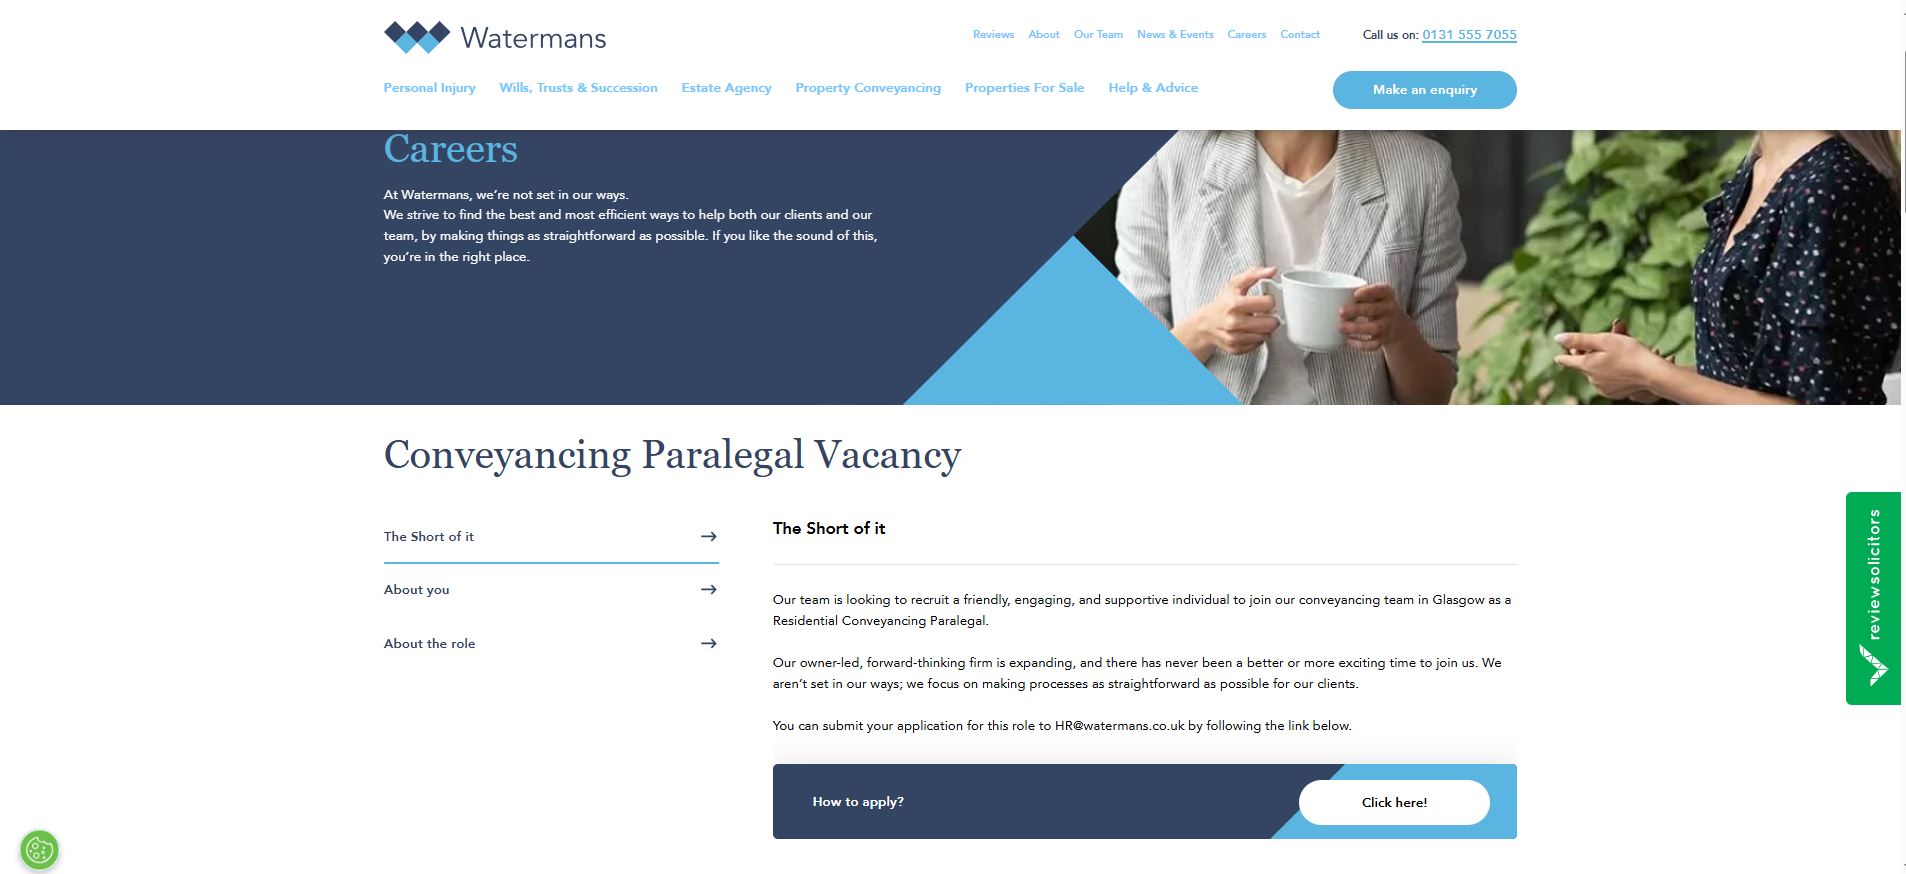 Watermans
Reviews About Our Team News & Events Careers Contact Call us on: 0131 555 7055
Personal Injury Wills, Trusts & Succession Estate Agency Property Conveyancing Properties For Sale Help & Advice
Make an enquiry
Careers
At Watermans, we’re not set in our ways.
We strive to find the best and most efficient ways to help both our clients and our
team, by making things as straightforward as possible. If you like the sound of this,
you’re in the right place.
Conveyancing Paralegal Vacancy
The Short of it
About you
About the role
The Short of it
Our team is looking to recruit a friendly, engaging, and supportive individual to join our conveyancing team in Glasgow as a
Residential Conveyancing Paralegal.
Our owner-led, forward-thinking firm is expanding, and there has never been a better or more exciting time to join us. We
aren’t set in our ways; we focus on making processes as straightforward as possible for our clients.
You can submit your application for this role to HR@watermans.co.uk by following the link below.
How to apply?
Click here!
reviewsolicitors